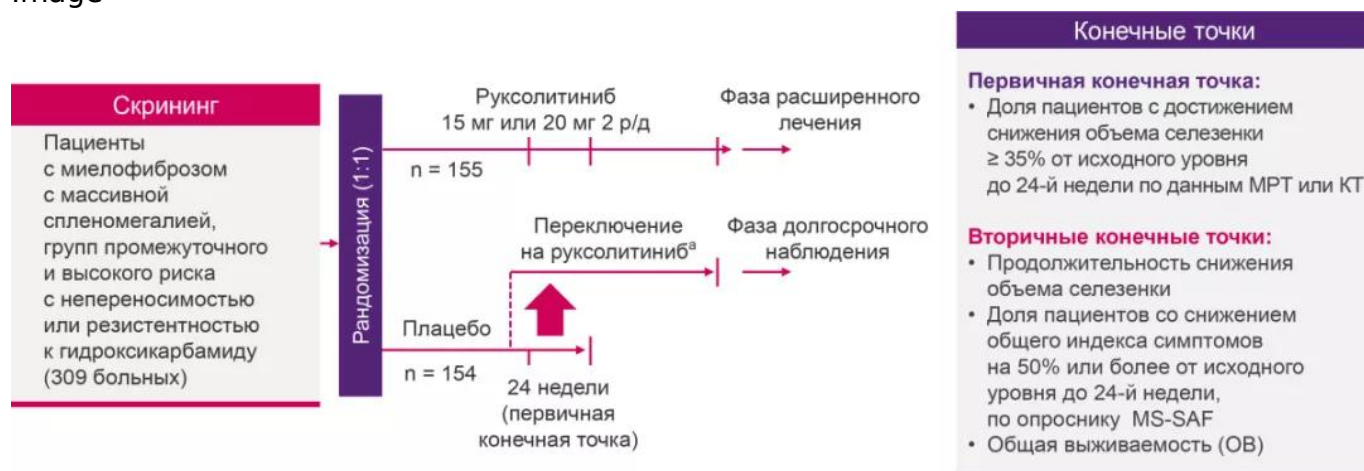 Image
Скрининг
Пациенты
с миелофиброзом
с массивной
спленомегалией,
групп промежуточного
и высокого риска
с непереносимостью
или резистентностью
к гидроксикарбамиду
(309 больных)
Рандомизация (1:1)
Руксолитиниб
15 мг или 20 мг 2 р/д
n = 155
Фаза расширенного
лечения
Переключение
на руксолитинибᵃ
Фаза долгосрочного
наблюдения
Плацебо
n = 154
24 недели
(первичная
конечная точка)
Конечные точки
Первичная конечная точка:
• Доля пациентов с достижением
снижения объема селезенки
≥ 35% от исходного уровня
до 24-й недели по данным МРТ или КТ
Вторичные конечные точки:
• Продолжительность снижения
объема селезенки
• Доля пациентов со снижением
общего индекса симптомов
на 50% или более от исходного
уровня до 24-й недели,
по опроснику MS-SAF
• Общая выживаемость (ОВ)